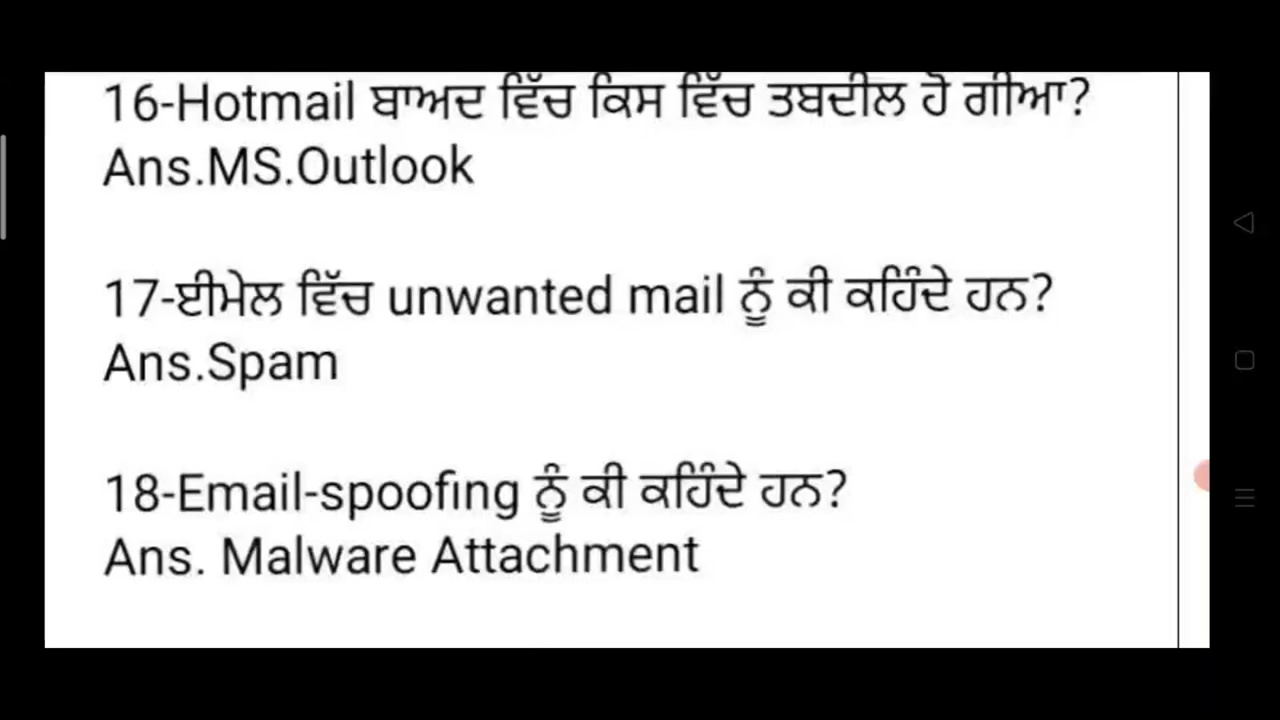 16-Hotmail ਬਾਅਦ ਵਿੱਚ ਕਿਸ ਵਿੱਚ ਤਬਦੀਲ ਹੋ ਗੀਆ?
Ans.MS.Outlook
17-ਈਮੇਲ ਵਿੱਚ unwanted mail ਨੂੰ ਕੀ ਕਹਿੰਦੇ ਹਨ?
Ans.Spam
18-Email-spoofing ਨੂੰ ਕੀ ਕਹਿੰਦੇ ਹਨ?
Ans. Malware Attachment